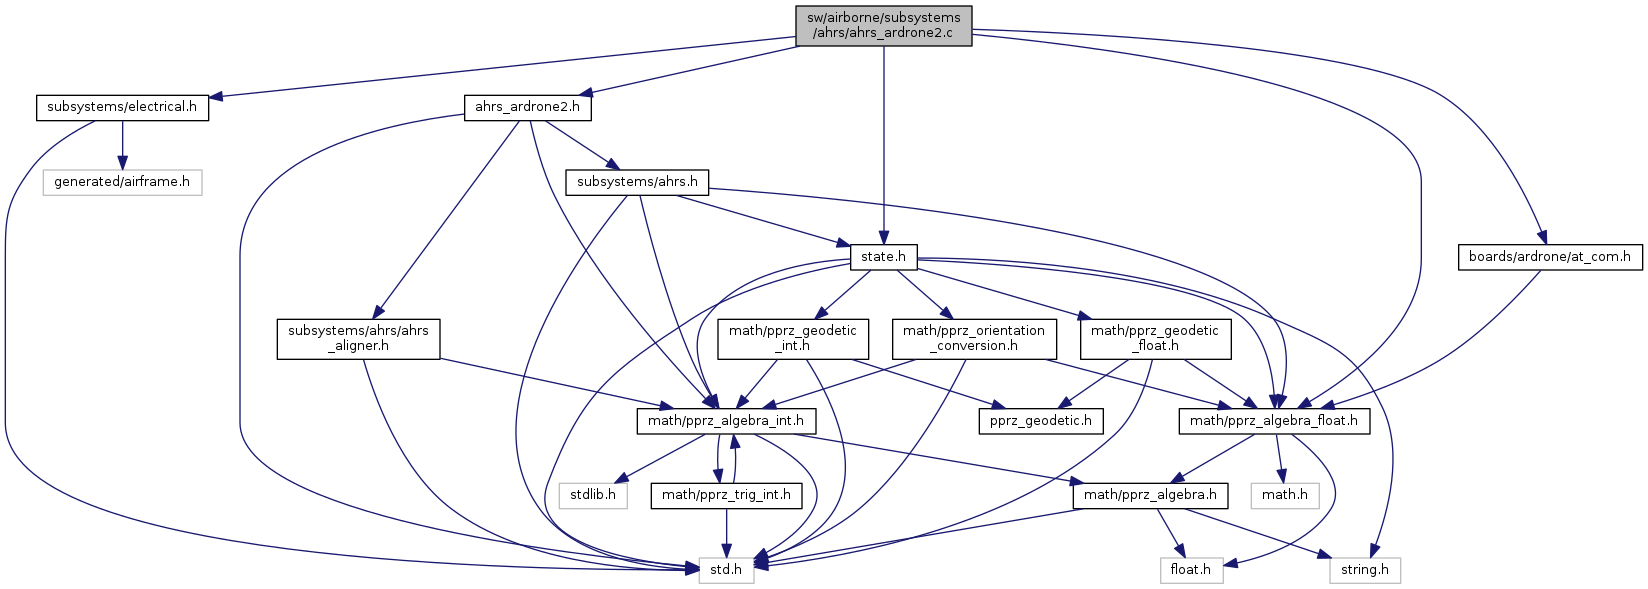 sw/airborne/subsystems
/ahrs/ahrs_ardrone2.c
subsystems/electrical.h
ahrs_ardrone2.h
generated/airframe.h
subsystems/ahrs.h
state.h
boards/ardrone/at_com.h
subsystems/ahrs/ahrs
_aligner.h
math/pprz_geodetic
_int.h
math/pprz_orientation
_conversion.h
math/pprz_geodetic
_float.h
math/pprz_algebra_int.h
pprz_geodetic.h
math/pprz_algebra_float.h
stdlib.h
math/pprz_trig_int.h
math/pprz_algebra.h
math.h
std.h
float.h
string.h